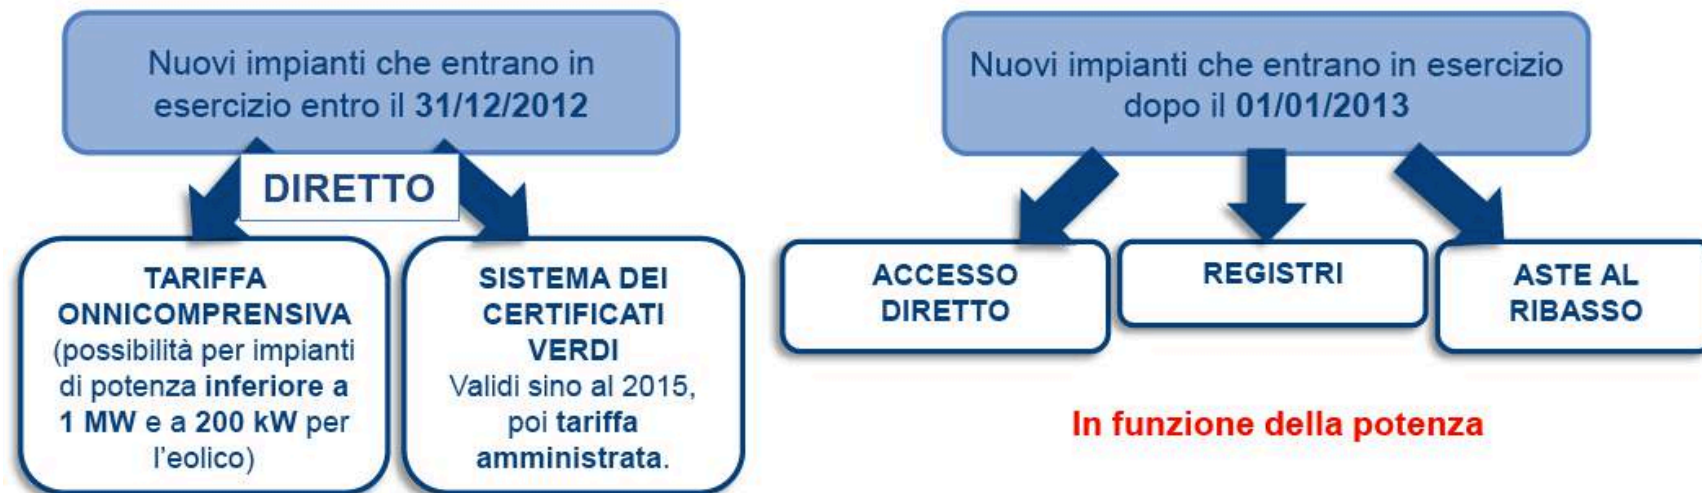 Nuovi impianti che entrano in
esercizio entro il 31/12/2012
DIRETTO
TARIFFA
ONNICOMPRENSIVA
(possibilità per impianti
di potenza inferiore a
1 MW e a 200 kW per
l'eolico)
SISTEMA DEI
CERTIFICATI
VERDI
Validi sino al 2015,
poi tariffa
amministrata.
Nuovi impianti che entrano in esercizio
dopo il 01/01/2013
ACCESSO
DIRETTO
REGISTRI
ASTE AL
RIBASSO
In funzione della potenza